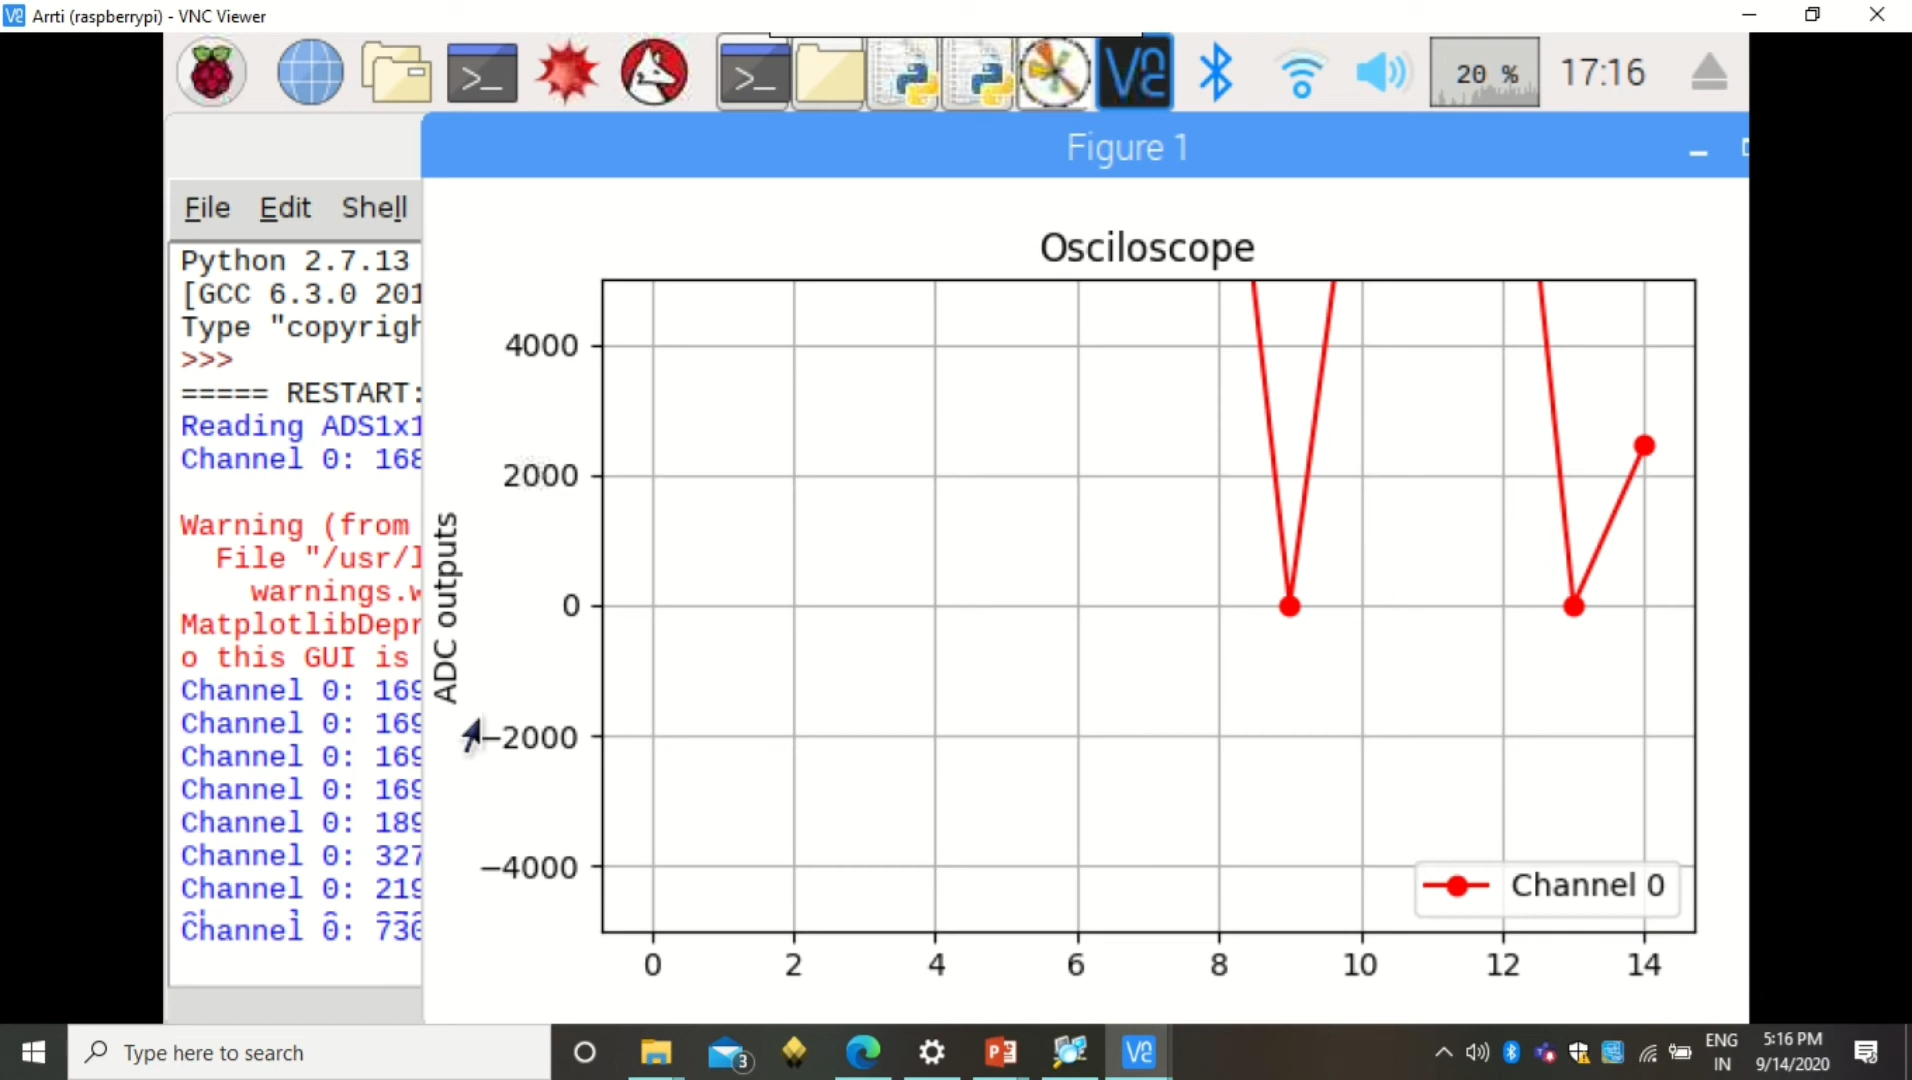 Arrti (raspberrypi) - VNC Viewer
20 %
17:16
Figure 1
File Edit Shell
Python 2.7.13
[GCC 6.3.0 201
Type "copyrigh
>>>
===== RESTART:
Reading ADS1x1
Channel 0: 168
Warning (from
File "/usr/l
warnings.w
MatplotlibDepr
o this GUI is
Channel 0: 169
Channel 0: 169
Channel 0: 169
Channel 0: 169
Channel 0: 189
Channel 0: 327
Channel 0: 219
Channel 0: 730
Osciloscope
ADC outputs
4000
2000
0
−2000
−4000
0 2 4 6 8 10 12 14
Channel 0
Type here to search
3
ENG
IN
5:16 PM
9/14/2020